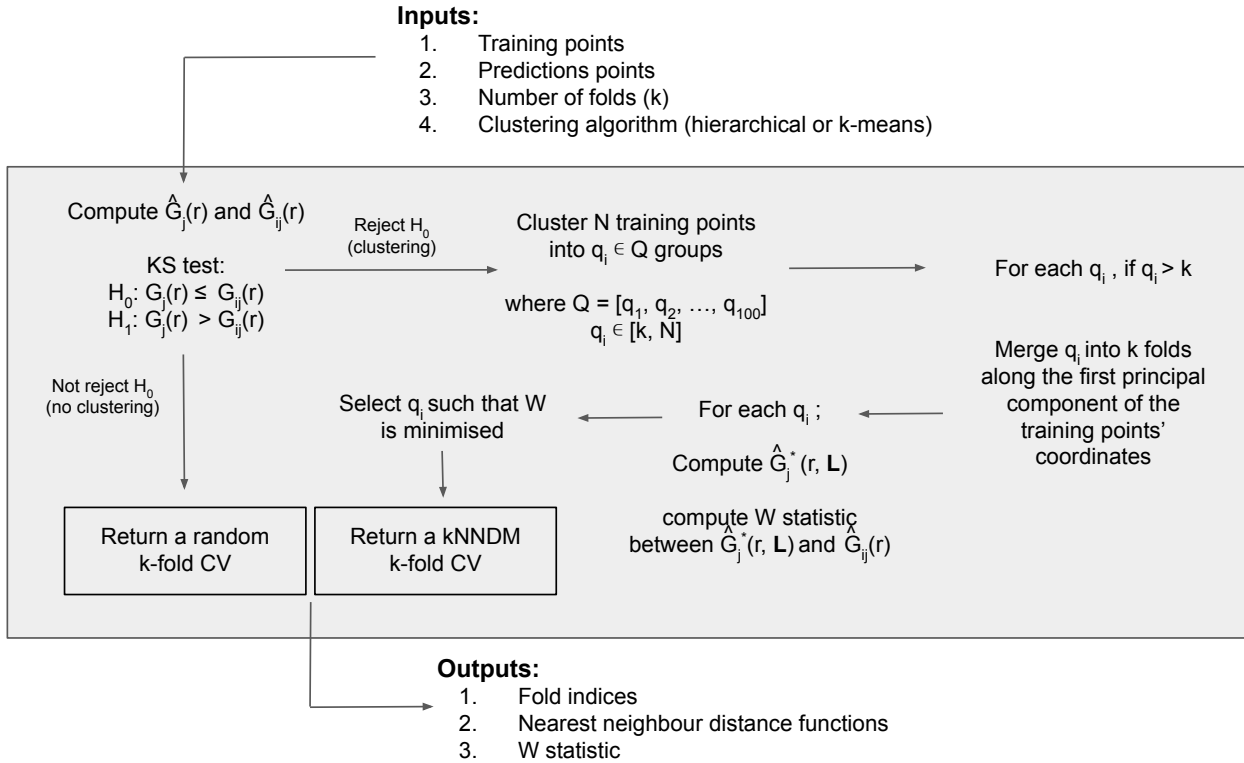 Inputs:
1. Training points
2. Predictions points
3. Number of folds (k)
4. Clustering algorithm (hierarchical or k-means)
Compute Ĝj(r) and Ĝij(r)
KS test:
H0: Gj(r) ≤ Gij(r)
H1: Gj(r) > Gij(r)
Reject H0
(clustering)
Cluster N training points
into qi ∈ Q groups
where Q = [q1, q2, …, q100]
qi ∈ [k, N]
For each qi , if qi > k
Merge qi into k folds
along the first principal
component of the
training points'
coordinates
For each qi ;
Compute Ĝj*(r, L)
compute W statistic
between Ĝj*(r, L) and Ĝij(r)
Select qi such that W
is minimised
Not reject H0
(no clustering)
Return a random
k-fold CV
Return a kNNDM
k-fold CV
Outputs:
1. Fold indices
2. Nearest neighbour distance functions
3. W statistic